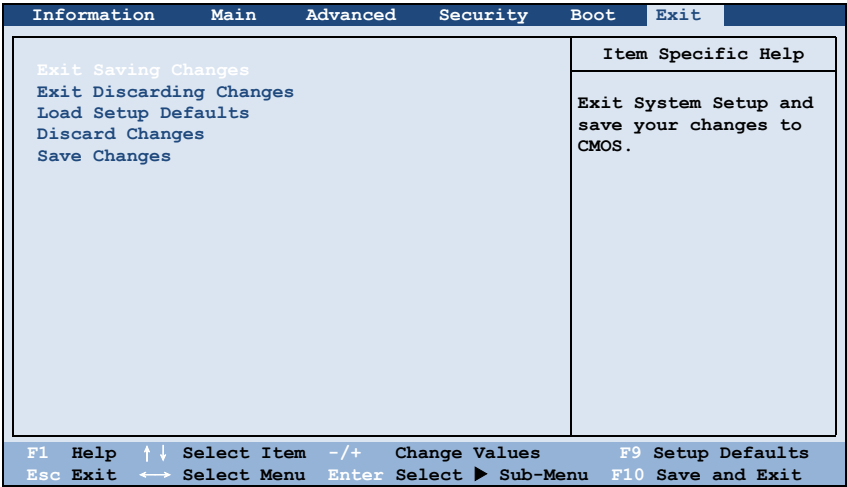 Information Main Advanced Security Boot Exit
Item Specific Help
Exit Saving Changes
Exit Discarding Changes
Load Setup Defaults
Discard Changes
Save Changes
Exit System Setup and
save your changes to
CMOS.
F1 Help ↑↓ Select Item -/+ Change Values F9 Setup Defaults
Esc Exit ←→ Select Menu Enter Select ▶ Sub-Menu F10 Save and Exit